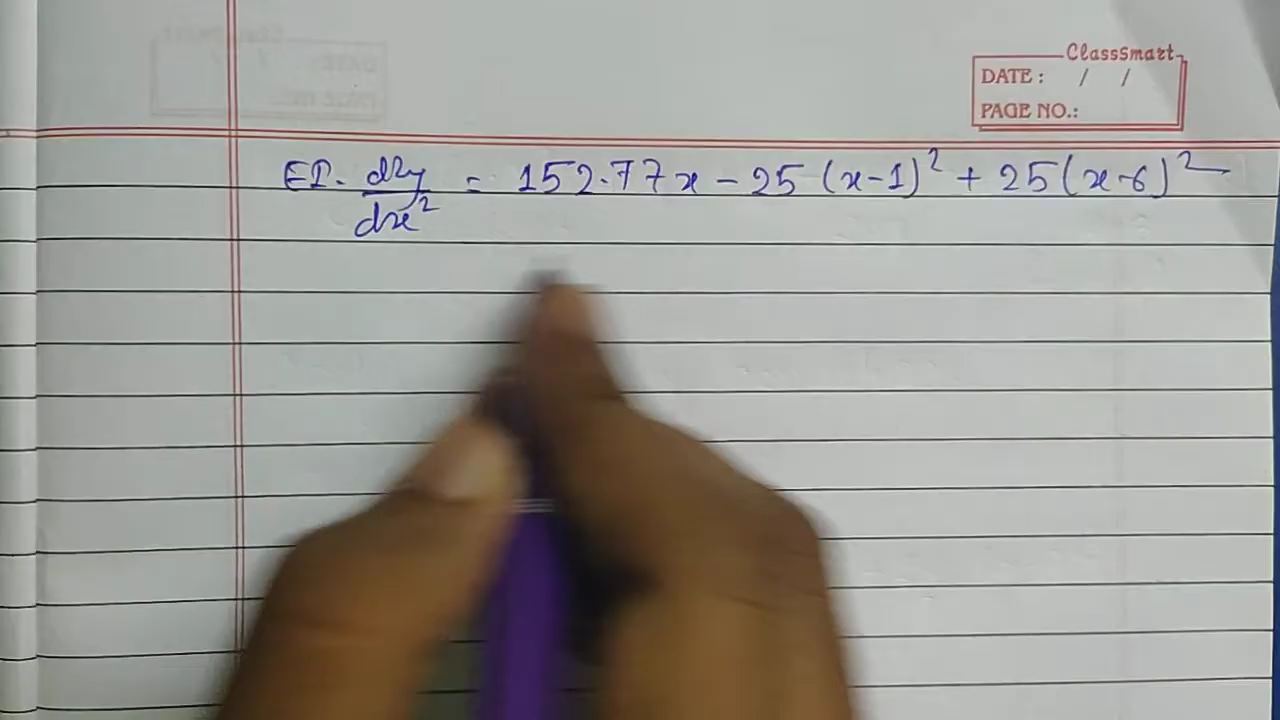 ClassSmart
DATE : / /
PAGE NO.:
EI. d2y/dx² = 152.77x - 25 (x-1)² + 25(x-6)² —